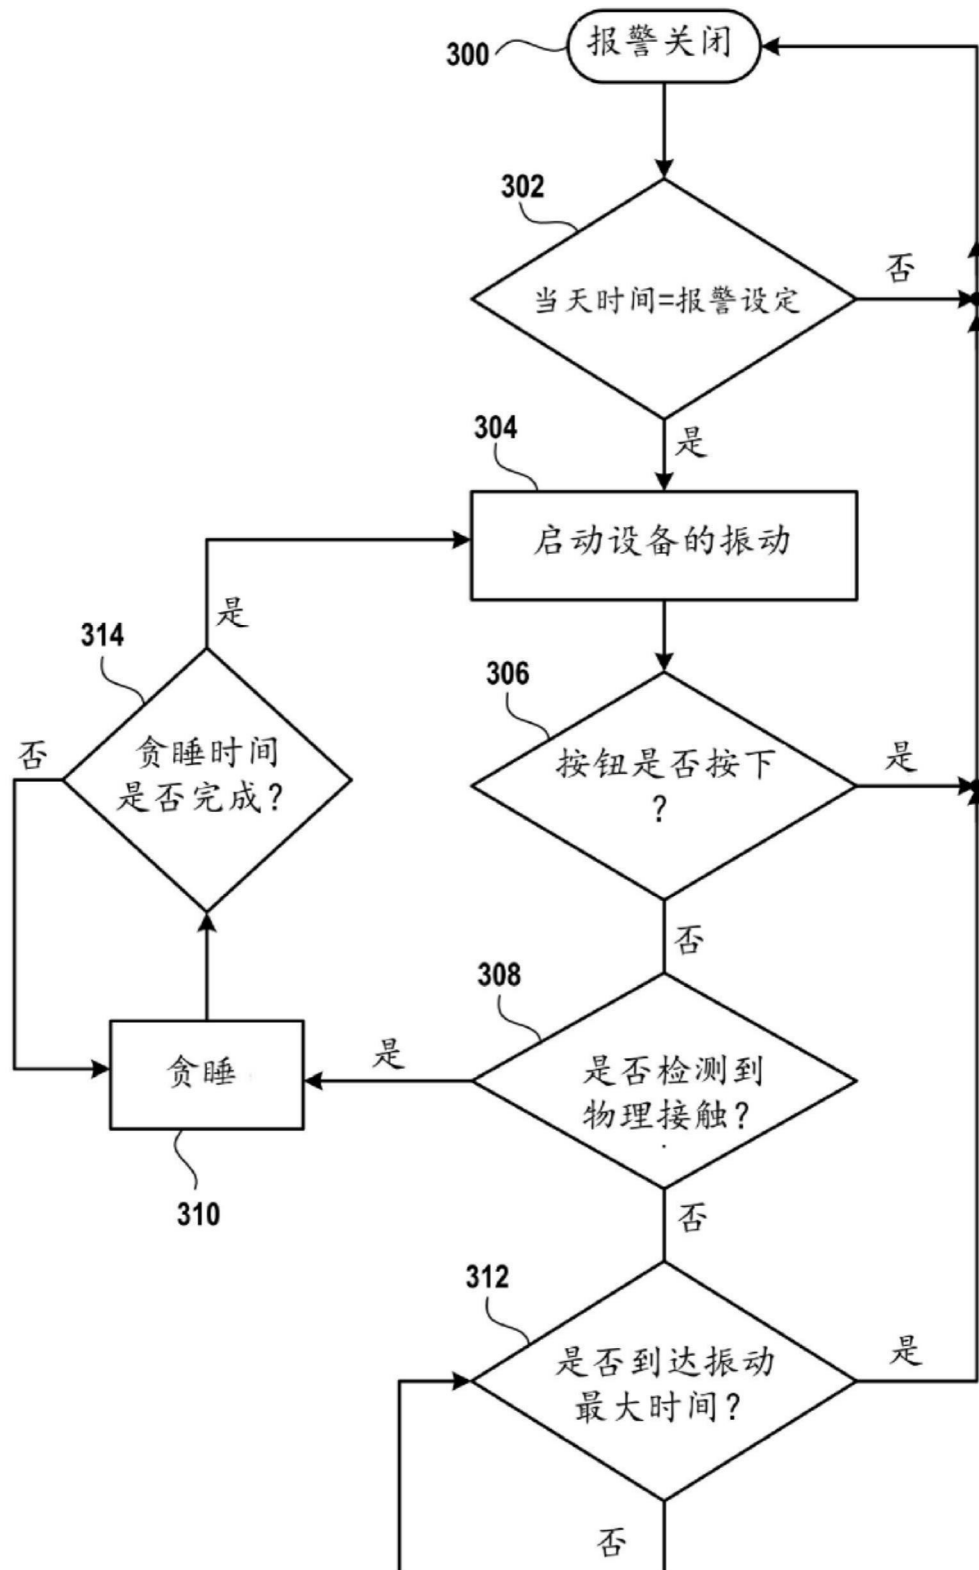 300
报警关闭
302
当天时间=报警设定
否
是
304
启动设备的振动
是
314
306
否
贪睡时间
是否完成?
按钮是否按下
?
是
否
308
贪睡
是
是否检测到
物理接触?
310
否
312
是否到达振动
最大时间?
是
否